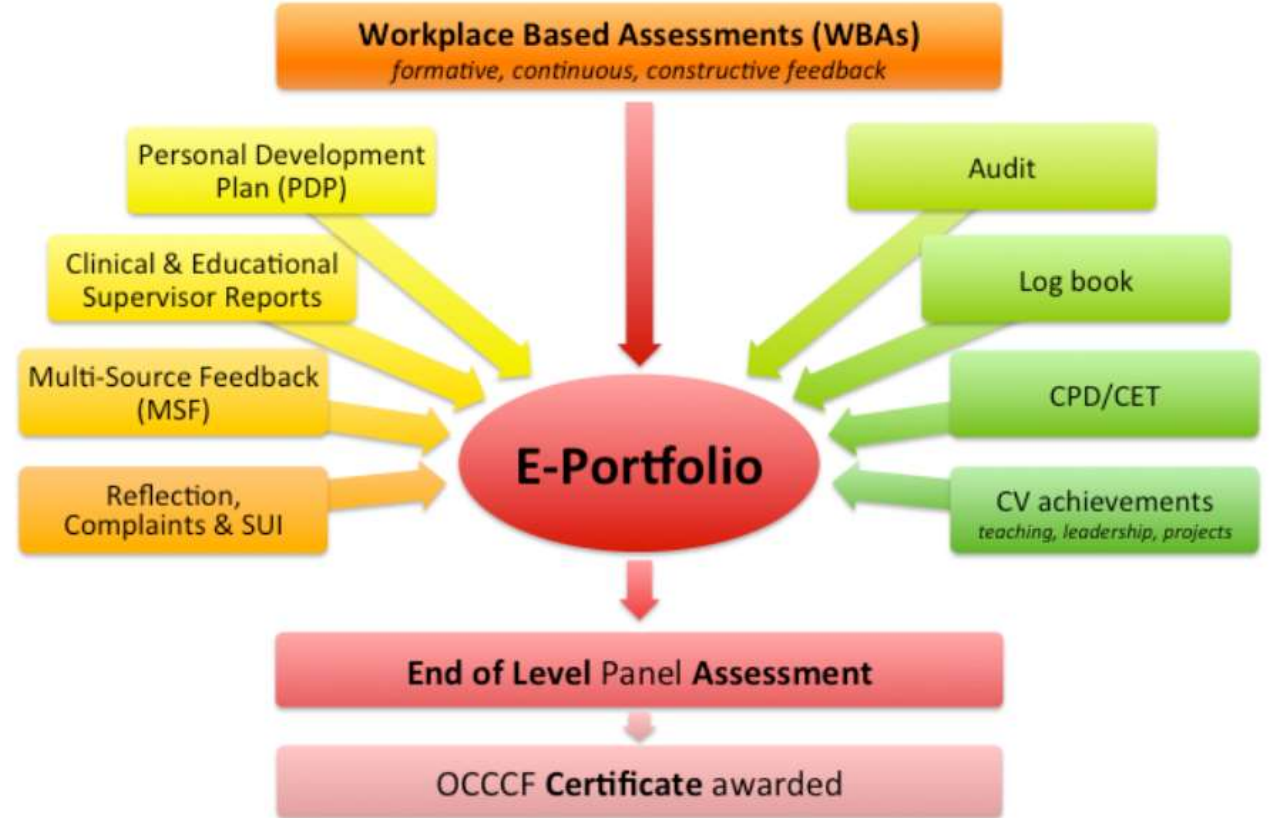 Workplace Based Assessments (WBAs)
formative, continuous, constructive feedback
Personal Development
Plan (PDP)
Clinical & Educational
Supervisor Reports
Multi-Source Feedback
(MSF)
Reflection,
Complaints & SUI
Audit
Log book
CPD/CET
CV achievements
teaching, leadership, projects
E-Portfolio
End of Level Panel Assessment
OCCCF Certificate awarded